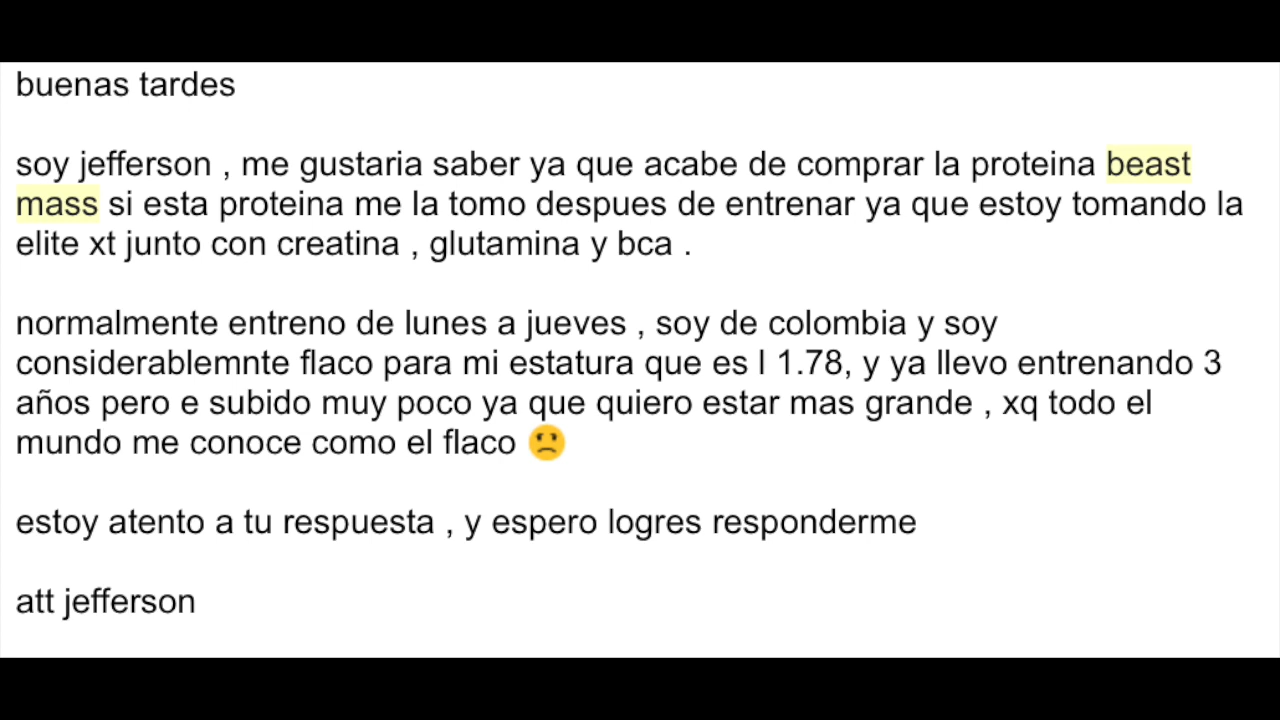 buenas tardes
soy jefferson , me gustaria saber ya que acabe de comprar la proteina beast
mass si esta proteina me la tomo despues de entrenar ya que estoy tomando la
elite xt junto con creatina , glutamina y bca .
normalmente entreno de lunes a jueves , soy de colombia y soy
considerablemnte flaco para mi estatura que es l 1.78, y ya llevo entrenando 3
años pero e subido muy poco ya que quiero estar mas grande , xq todo el
mundo me conoce como el flaco 😟
estoy atento a tu respuesta , y espero logres responderme
att jefferson